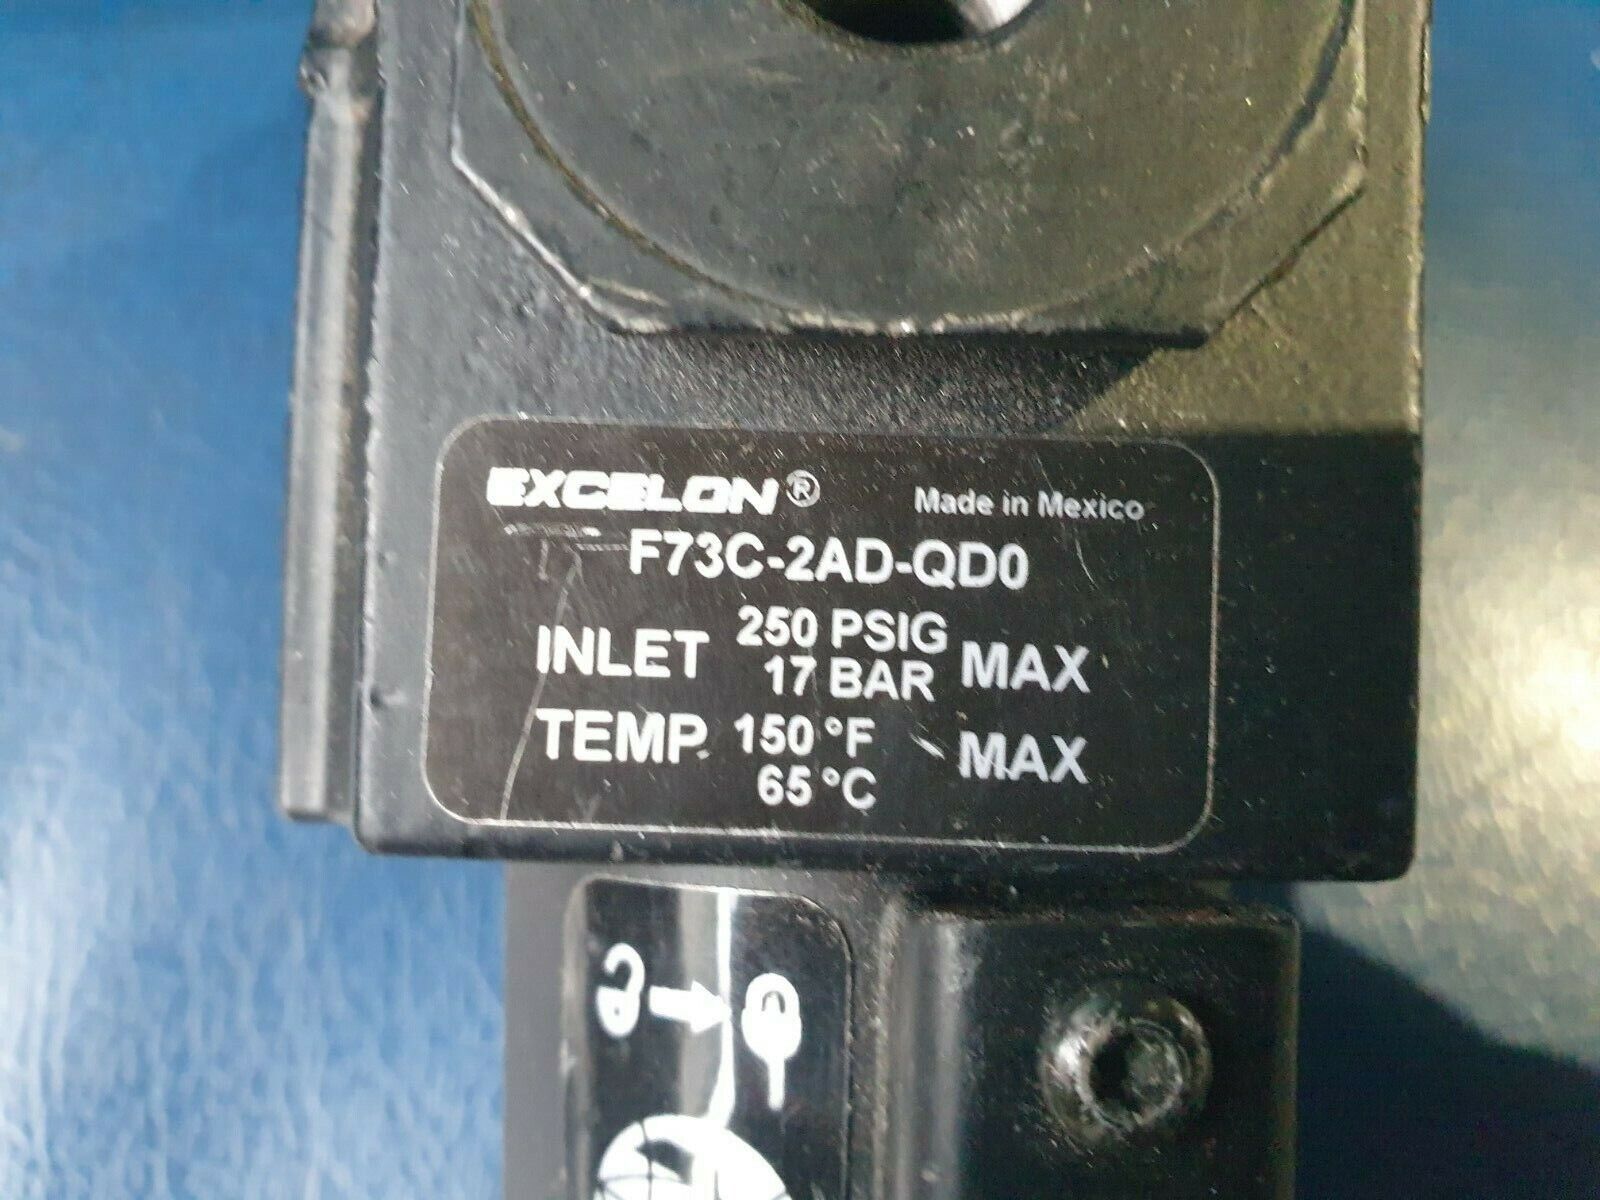 EXCELON® Made in Mexico
F73C-2AD-QD0
INLET 250 PSIG 17 BAR MAX
TEMP. 150 °F 65 °C MAX